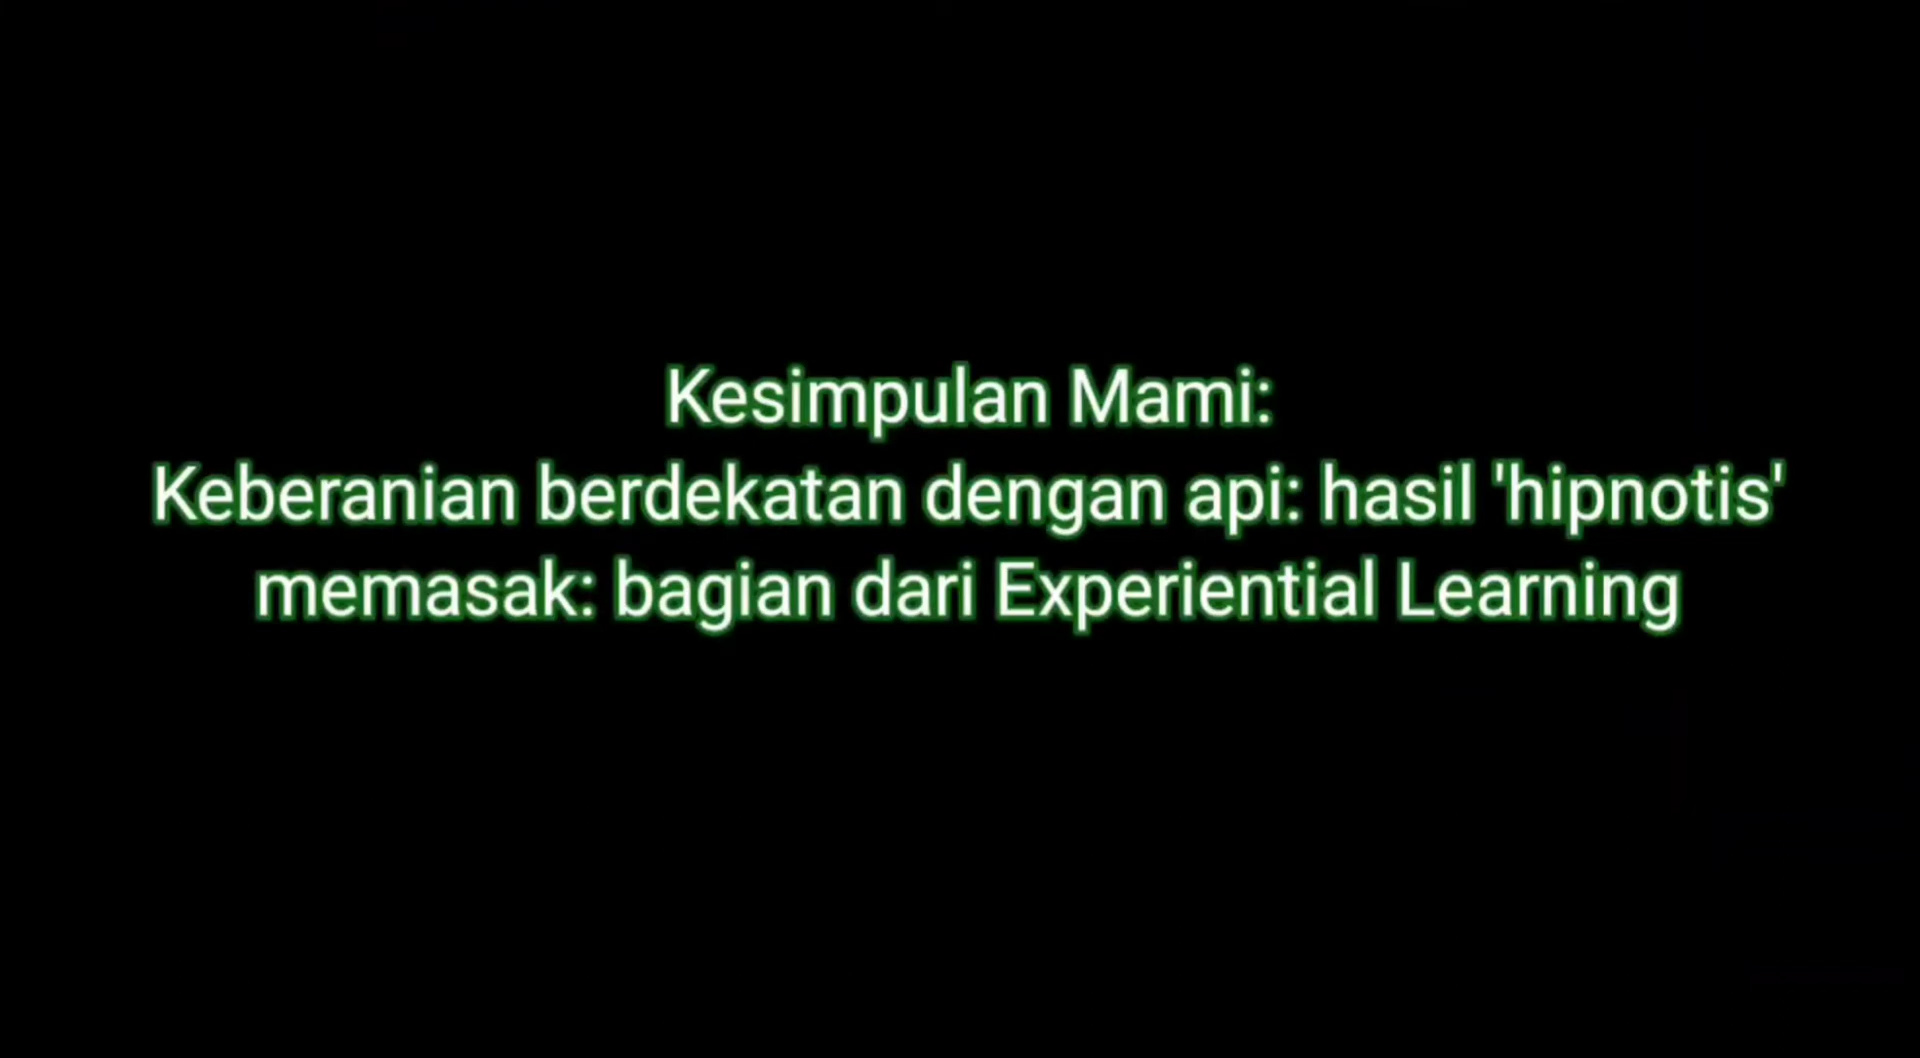 Kesimpulan Mami:
Keberanian berdekatan dengan api: hasil 'hipnotis'
memasak: bagian dari Experiential Learning